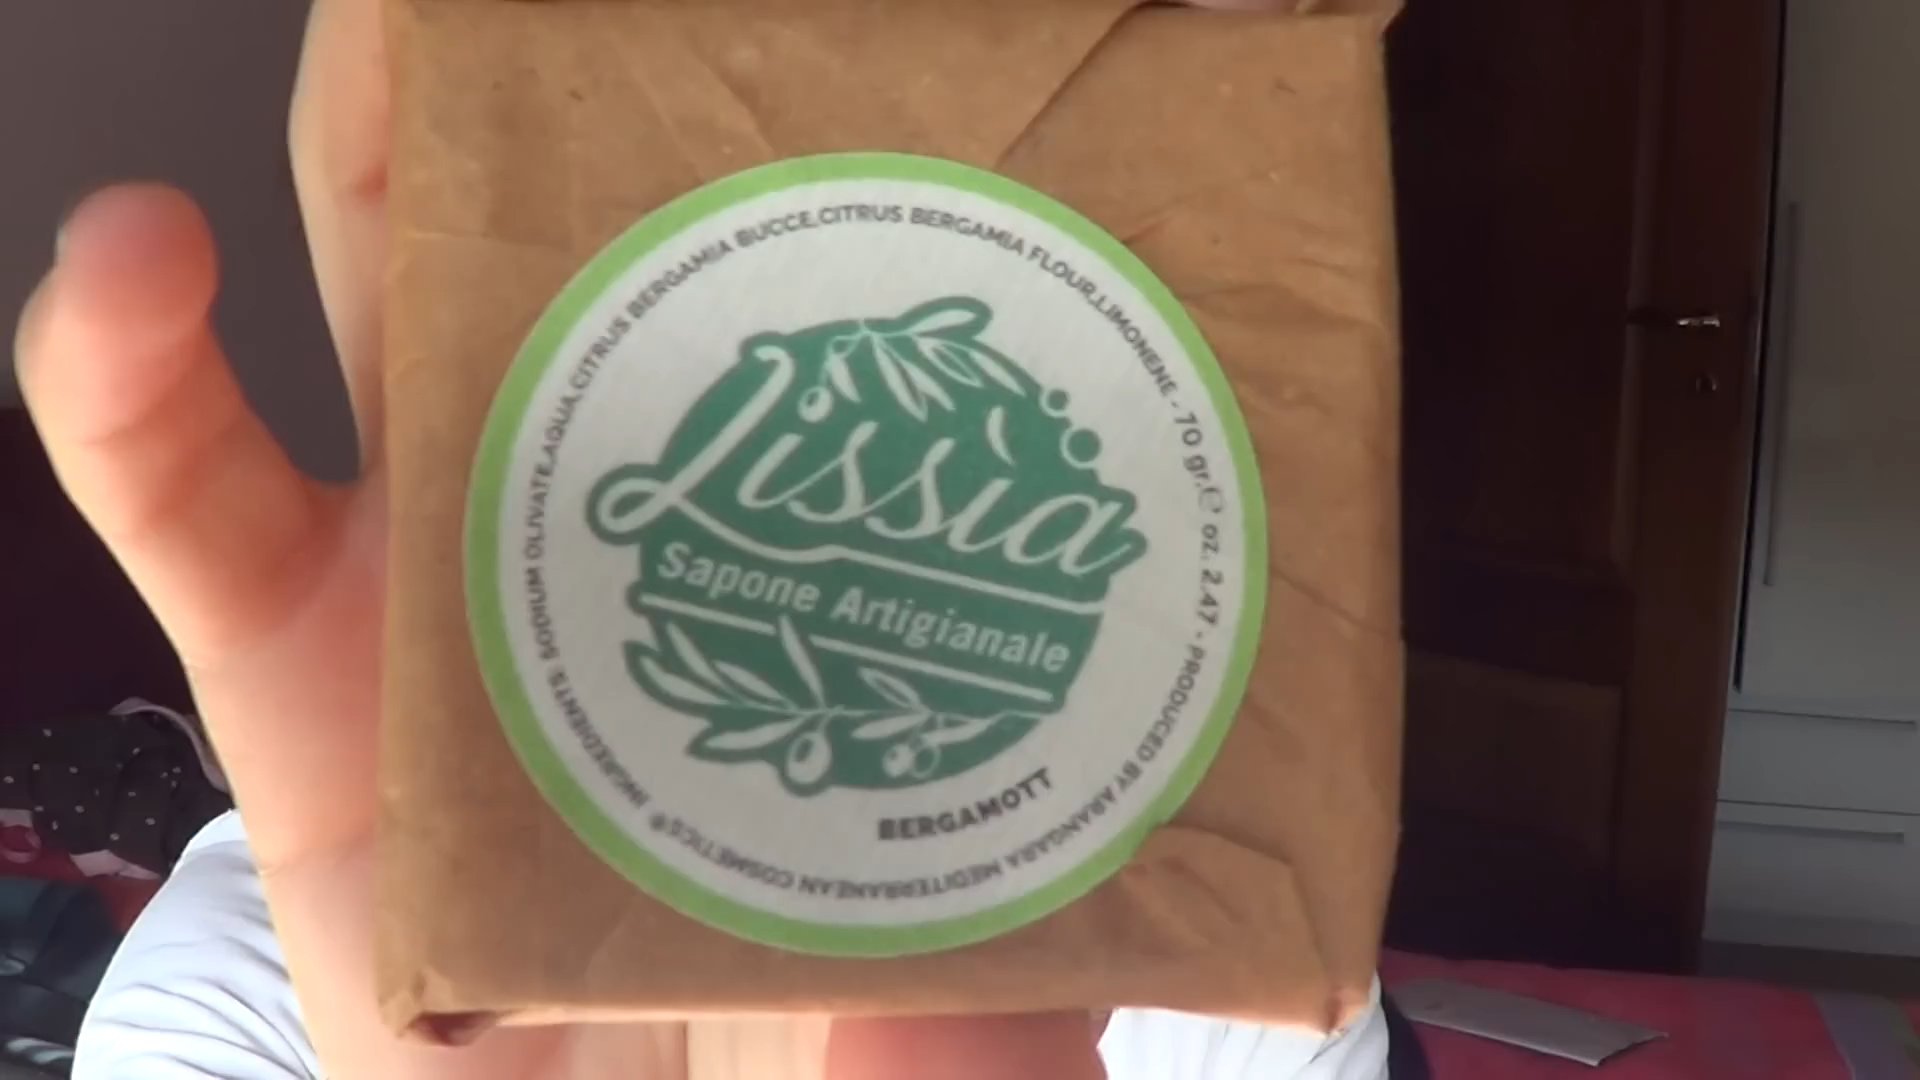 Lissìa
Sapone Artigianale
BERGAMOTT
INGREDIENTS: SODIUM OLIVATE,AQUA,CITRUS BERGAMIA BUCCE,CITRUS BERGAMIA FLOUR,LIMONENE - 70 gr.℮ oz. 2.47 - PRODUCED BY ARANGARA MEDITERRANEAN COSMETICS®